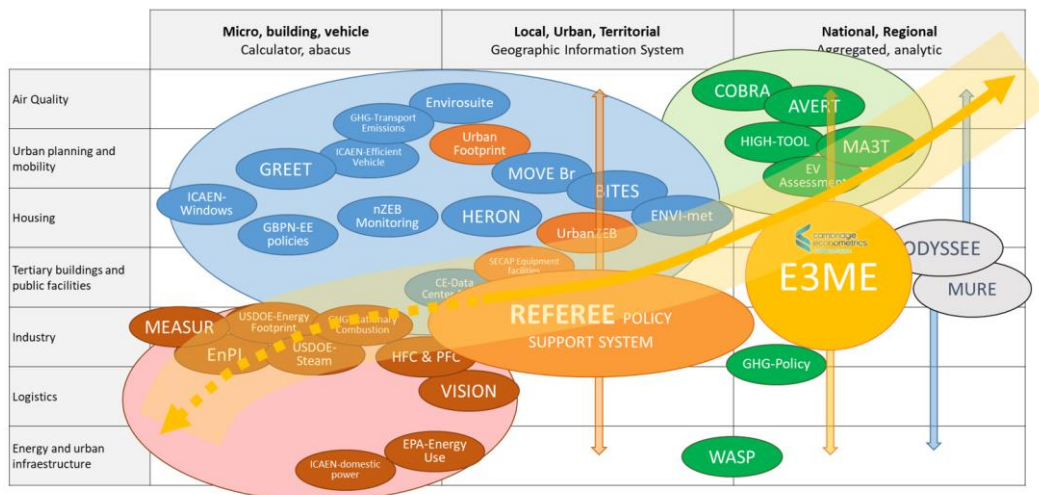 Micro, building, vehicle
Calculator, abacus
Local, Urban, Territorial
Geographic Information System
National, Regional
Aggregated, analytic
Air Quality
Envirosuite
GHG-Transport
Emissions
COBRA
AVERT
Urban planning and
mobility
Urban
Footprint
ICAEN-Efficient
Vehicle
GREET
MOVE Br
BITES
HIGH-TOOL
MA3T
EV
Assessment
Housing
ICAEN-
Windows
GBPN-EE
policies
nZEB
Monitoring
HERON
UrbanZEB
ENVI-met
cambridge
econometrics
E3ME
ODYSSEE
MURE
Tertiary buildings and
public facilities
SECAP Equipment
facilities
CE-Data
Center
Industry
MEASUR
USDOE-Energy
Footprint
GHG-Stationary
Combustion
EnPI
USDOE-
Steam
HFC & PFC
REFEREE POLICY
SUPPORT SYSTEM
GHG-Policy
Logistics
VISION
Energy and urban
infraestructure
EPA-Energy
Use
ICAEN-domestic
power
WASP